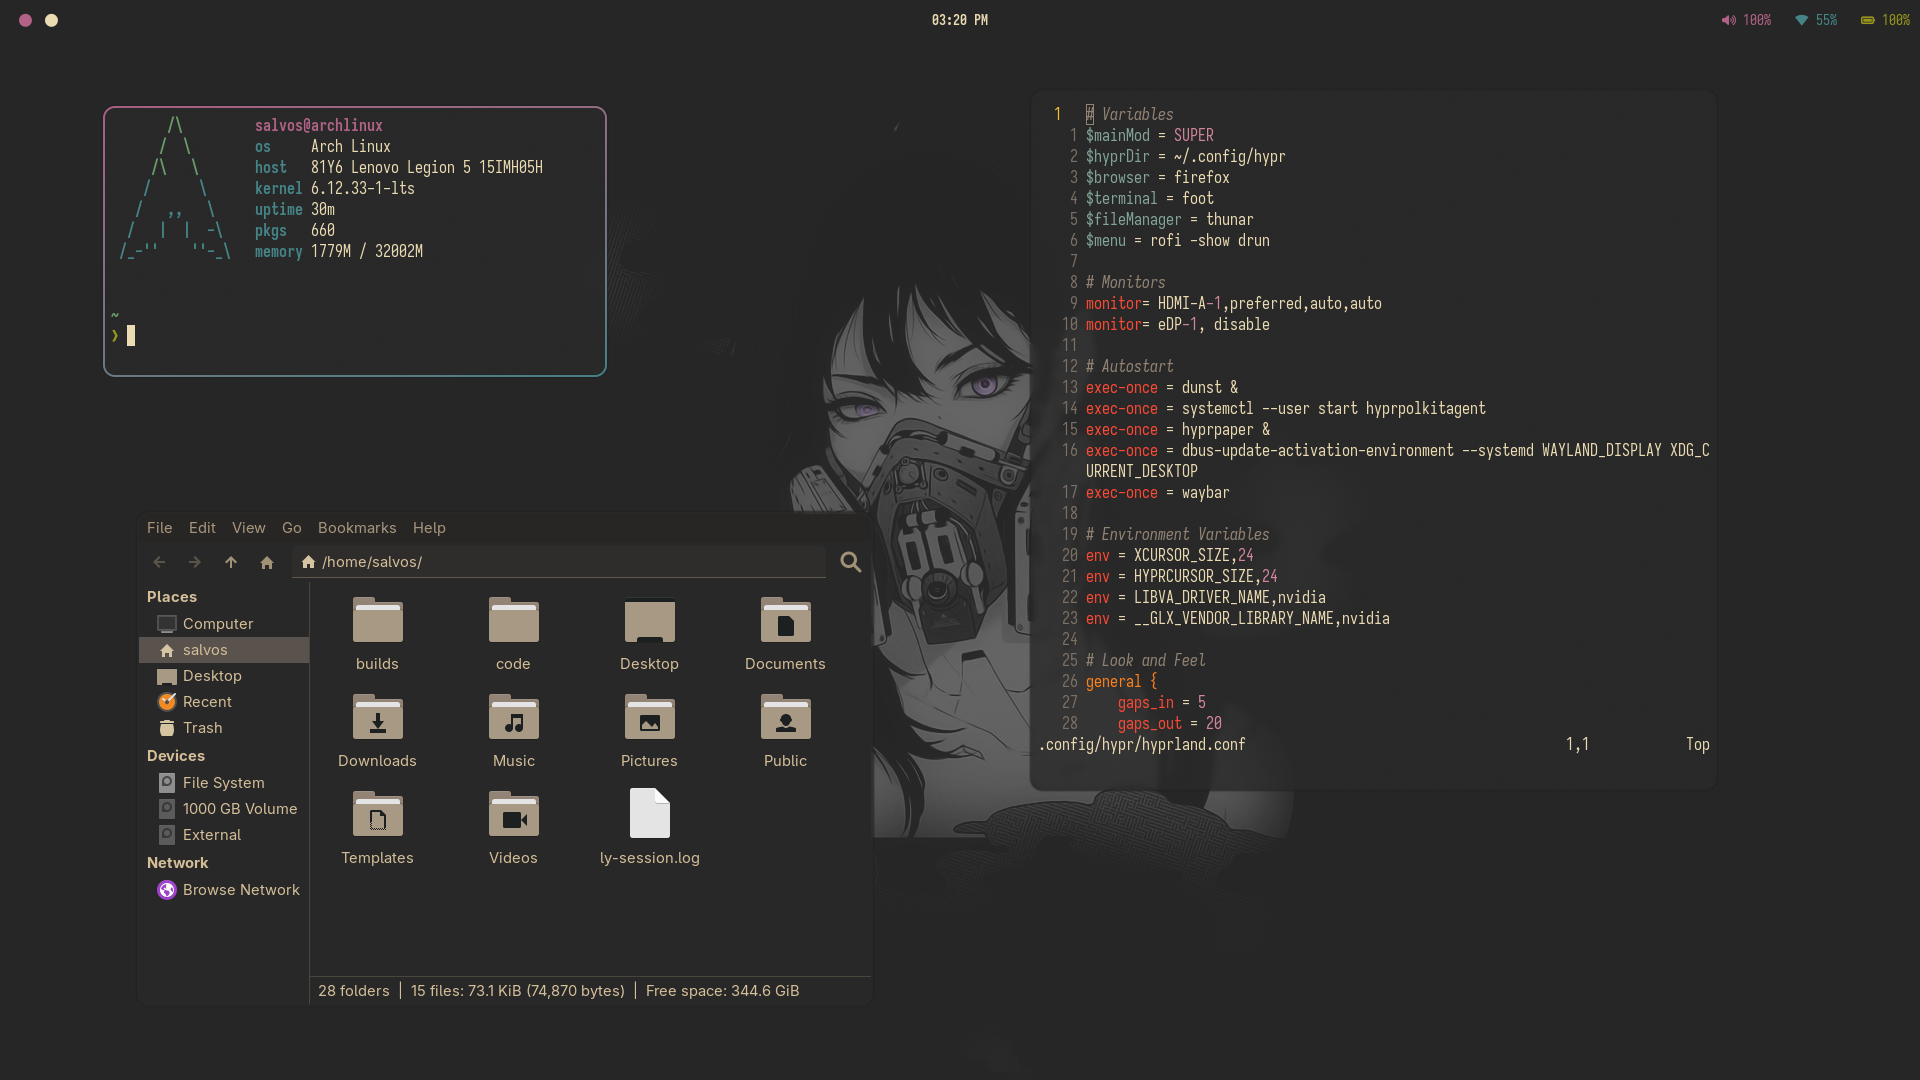 03:20 PM
100%
55%
100%
salvos@archlinux
os Arch Linux
host 81Y6 Lenovo Legion 5 15IMH05H
kernel 6.12.33-1-lts
uptime 30m
pkgs 660
memory 1779M / 32002M
~
❯
1 # Variables
1 $mainMod = SUPER
2 $hyprDir = ~/.config/hypr
3 $browser = firefox
4 $terminal = foot
5 $fileManager = thunar
6 $menu = rofi -show drun
7
8 # Monitors
9 monitor= HDMI-A-1,preferred,auto,auto
10 monitor= eDP-1, disable
11
12 # Autostart
13 exec-once = dunst &
14 exec-once = systemctl --user start hyprpolkitagent
15 exec-once = hyprpaper &
16 exec-once = dbus-update-activation-environment --systemd WAYLAND_DISPLAY XDG_C
URRENT_DESKTOP
17 exec-once = waybar
18
19 # Environment Variables
20 env = XCURSOR_SIZE,24
21 env = HYPRCURSOR_SIZE,24
22 env = LIBVA_DRIVER_NAME,nvidia
23 env = __GLX_VENDOR_LIBRARY_NAME,nvidia
24
25 # Look and Feel
26 general {
27 gaps_in = 5
28 gaps_out = 20
.config/hypr/hyprland.conf 1,1 Top
File Edit View Go Bookmarks Help
/home/salvos/
Places
Computer
salvos
Desktop
Recent
Trash
Devices
File System
1000 GB Volume
External
Network
Browse Network
builds code Desktop Documents
Downloads Music Pictures Public
Templates Videos ly-session.log
28 folders | 15 files: 73.1 KiB (74,870 bytes) | Free space: 344.6 GiB